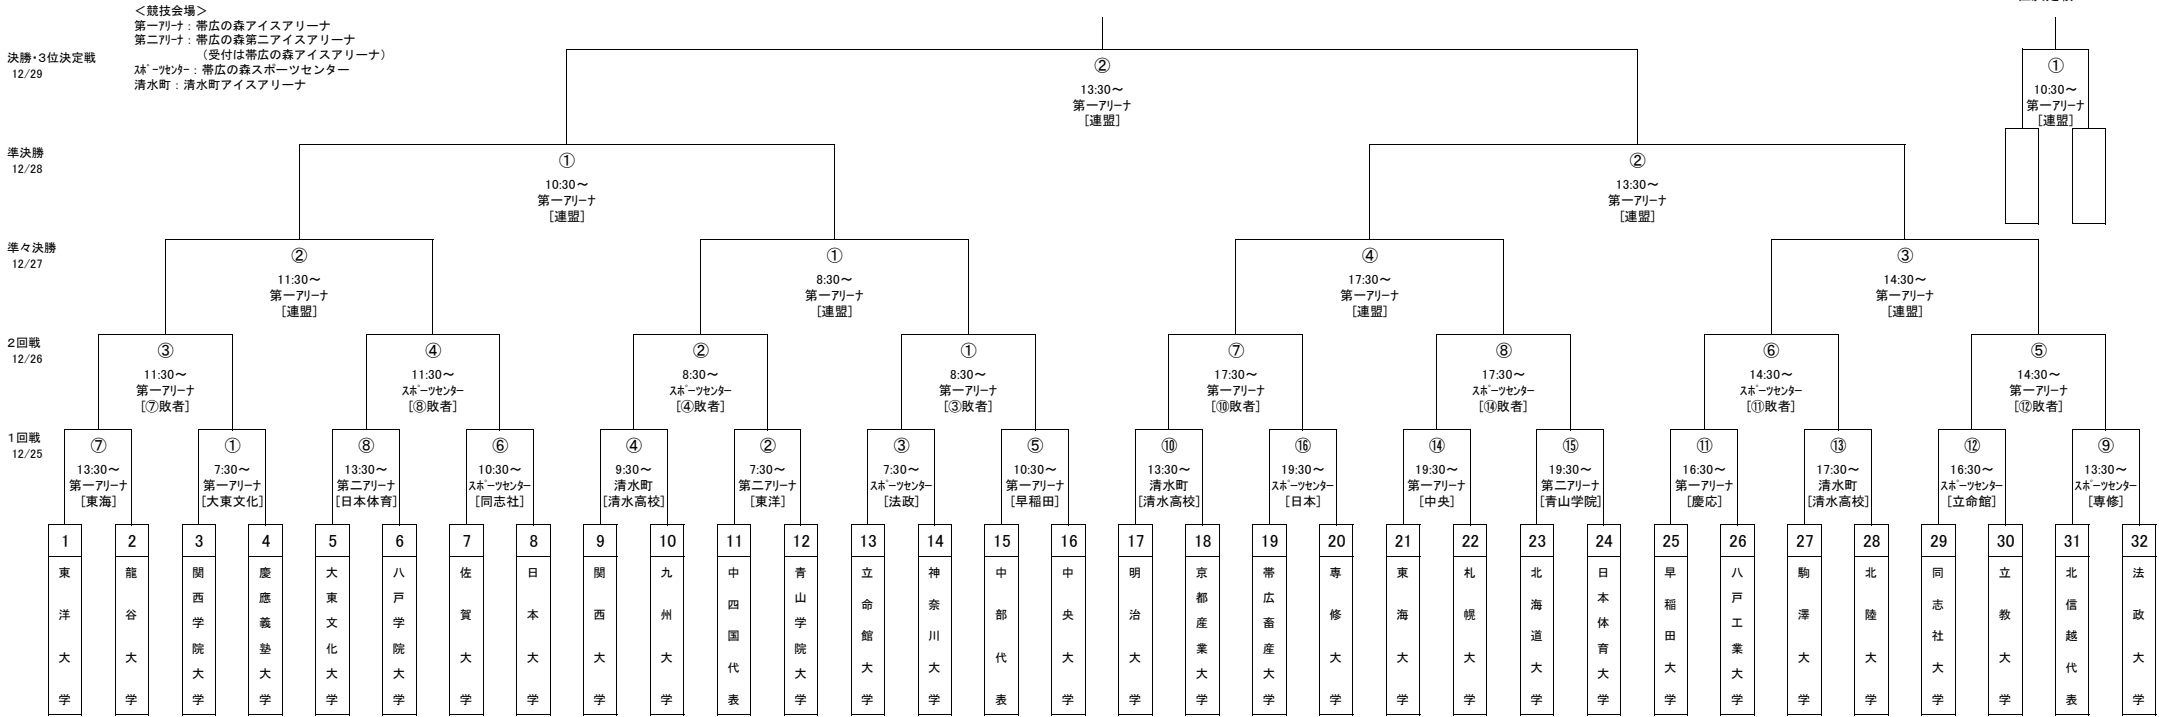 ＜競技会場＞
第一アリーナ：帯広の森アイスアリーナ
第二アリーナ：帯広の森第二アイスアリーナ
（受付は帯広の森アイスアリーナ）
スポーツセンター：帯広の森スポーツセンター
清水町：清水町アイスアリーナ
決勝・3位決定戦
12/29
②
13:30～
第一アリーナ
[連盟]
①
10:30～
第一アリーナ
[連盟]
準決勝
12/28
①
10:30～
第一アリーナ
[連盟]
②
13:30～
第一アリーナ
[連盟]
準々決勝
12/27
②
11:30～
第一アリーナ
[連盟]
①
8:30～
第一アリーナ
[連盟]
④
17:30～
第一アリーナ
[連盟]
③
14:30～
第一アリーナ
[連盟]
2回戦
12/26
③
11:30～
第一アリーナ
[⑦敗者]
④
11:30～
スポーツセンター
[⑧敗者]
②
8:30～
スポーツセンター
[④敗者]
①
8:30～
第一アリーナ
[③敗者]
⑦
17:30～
第一アリーナ
[⑩敗者]
⑧
17:30～
スポーツセンター
[⑭敗者]
⑥
14:30～
スポーツセンター
[⑪敗者]
⑤
14:30～
第一アリーナ
[⑫敗者]
1回戦
12/25
⑦
13:30～
第一アリーナ
[東海]
①
7:30～
第一アリーナ
[大東文化]
⑧
13:30～
第二アリーナ
[日本体育]
⑥
10:30～
スポーツセンター
[同志社]
④
9:30～
清水町
[清水高校]
②
7:30～
第二アリーナ
[東洋]
③
7:30～
スポーツセンター
[法政]
⑤
10:30～
第一アリーナ
[早稲田]
⑩
13:30～
清水町
[清水高校]
⑯
19:30～
スポーツセンター
[日本]
⑭
19:30～
第一アリーナ
[中央]
⑮
19:30～
第二アリーナ
[青山学院]
⑪
16:30～
第一アリーナ
[慶応]
⑬
17:30～
清水町
[清水高校]
⑫
16:30～
スポーツセンター
[立命館]
⑨
13:30～
スポーツセンター
[専修]
1
東洋大学
2
龍谷大学
3
関西学院大学
4
慶應義塾大学
5
大東文化大学
6
八戸学院大学
7
佐賀大学
8
日本大学
9
関西大学
10
九州大学
11
中四国代表
12
青山学院大学
13
立命館大学
14
神奈川大学
15
中部代表
16
中央大学
17
明治大学
18
京都産業大学
19
帯広畜産大学
20
専修大学
21
東海大学
22
札幌大学
23
北海道大学
24
日本体育大学
25
早稲田大学
26
八戸工業大学
27
駒澤大学
28
北陸大学
29
同志社大学
30
立教大学
31
北信越代表
32
法政大学